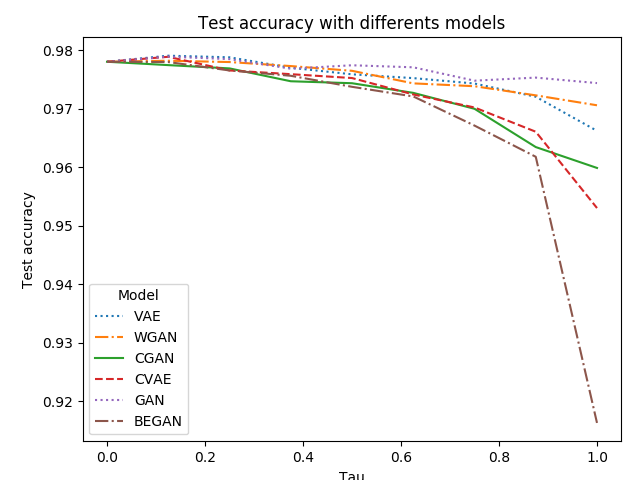 Test accuracy with differents models
0.98
0.97
0.96
0.95
0.94
0.93
0.92
Test accuracy
Model
VAE
WGAN
CGAN
CVAE
GAN
BEGAN
0.0 0.2 0.4 0.6 0.8 1.0
Tau